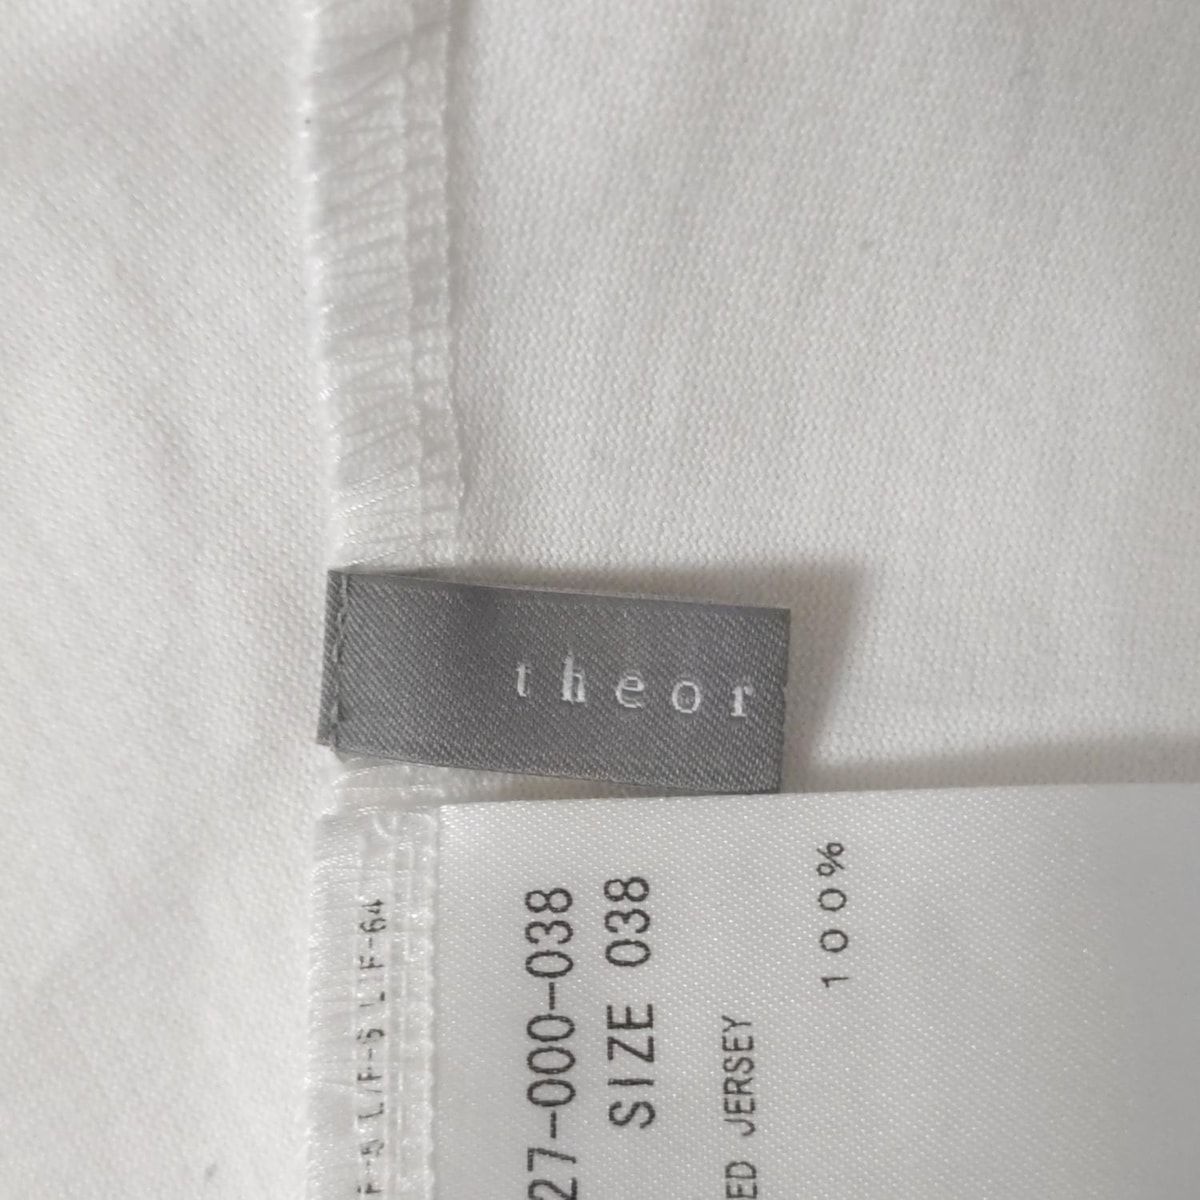 theor
27-000-038
SIZE 038
ED JERSEY
100%